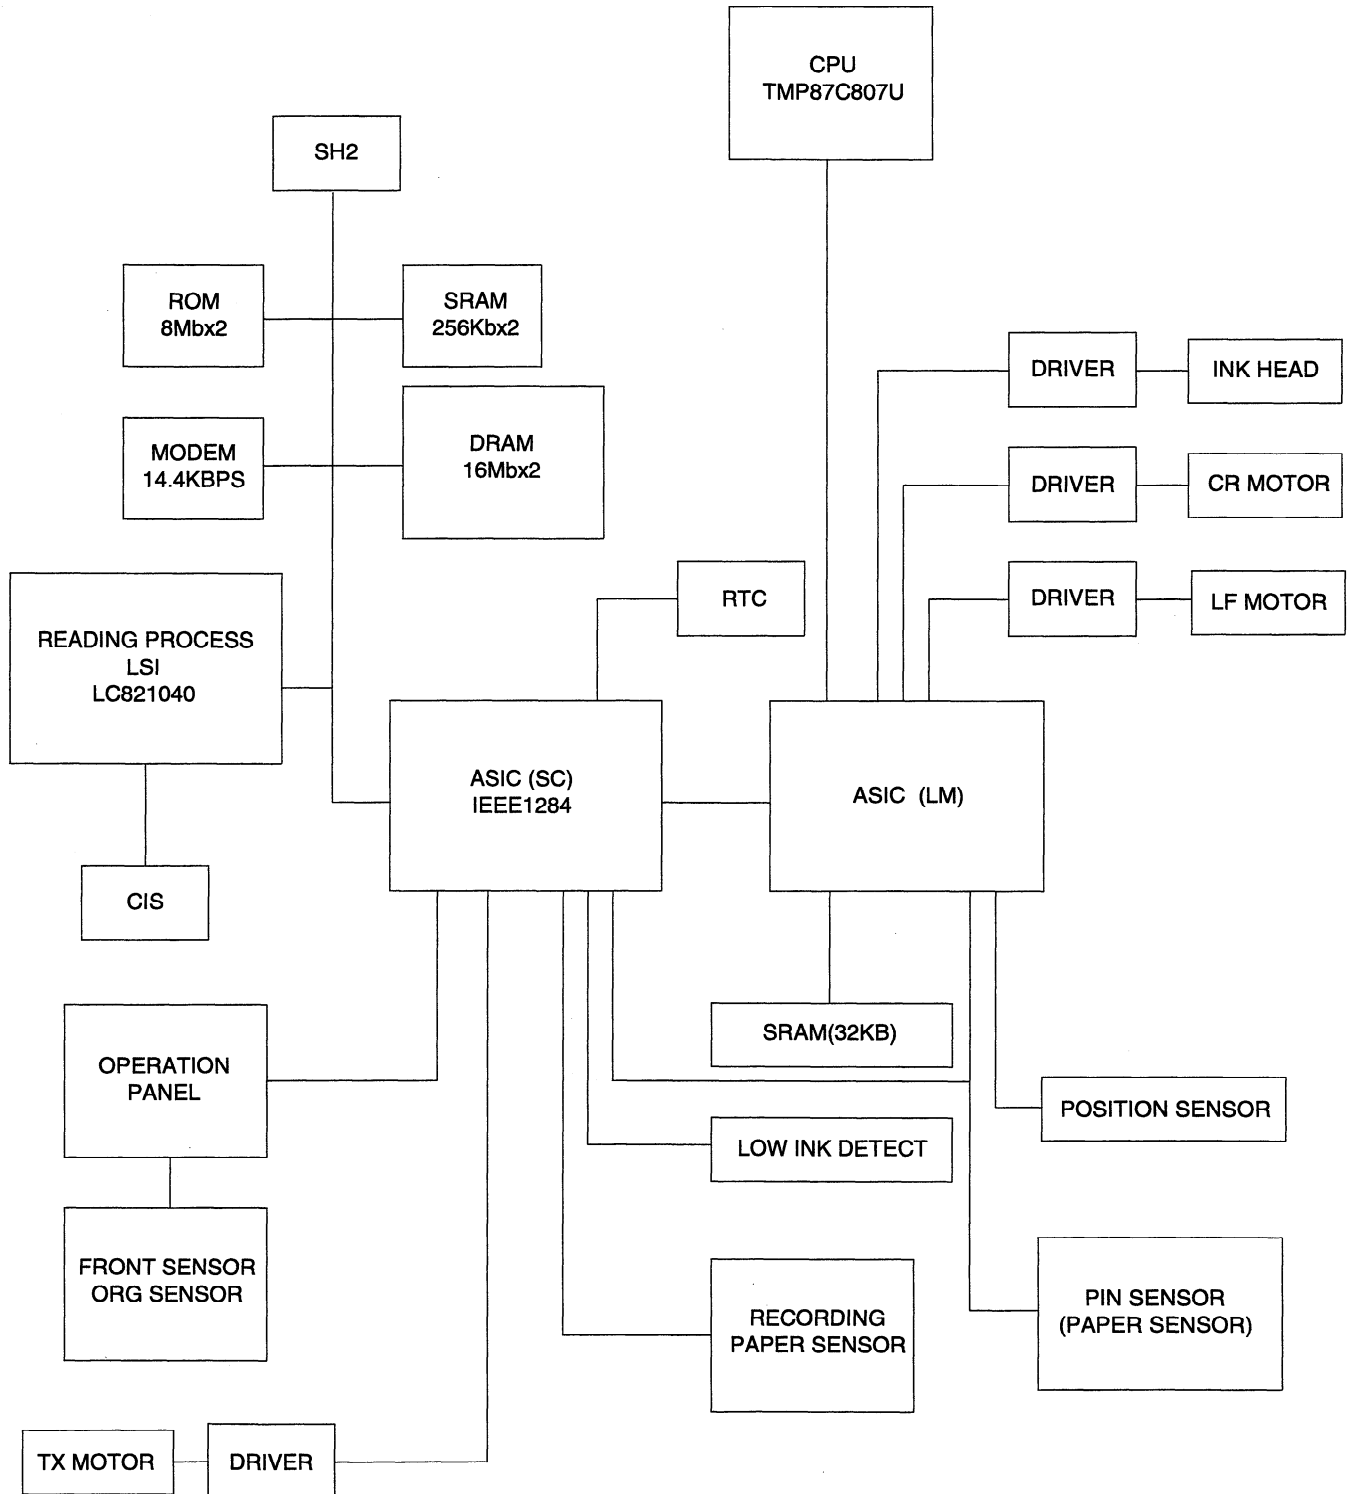 CPU
TMP87C807U
SH2
ROM
8Mbx2
SRAM
256Kbx2
MODEM
14.4KBPS
DRAM
16Mbx2
DRIVER
INK HEAD
DRIVER
CR MOTOR
DRIVER
LF MOTOR
RTC
READING PROCESS
LSI
LC821040
ASIC (SC)
IEEE1284
ASIC (LM)
CIS
OPERATION
PANEL
SRAM(32KB)
POSITION SENSOR
LOW INK DETECT
FRONT SENSOR
ORG SENSOR
RECORDING
PAPER SENSOR
PIN SENSOR
(PAPER SENSOR)
TX MOTOR
DRIVER